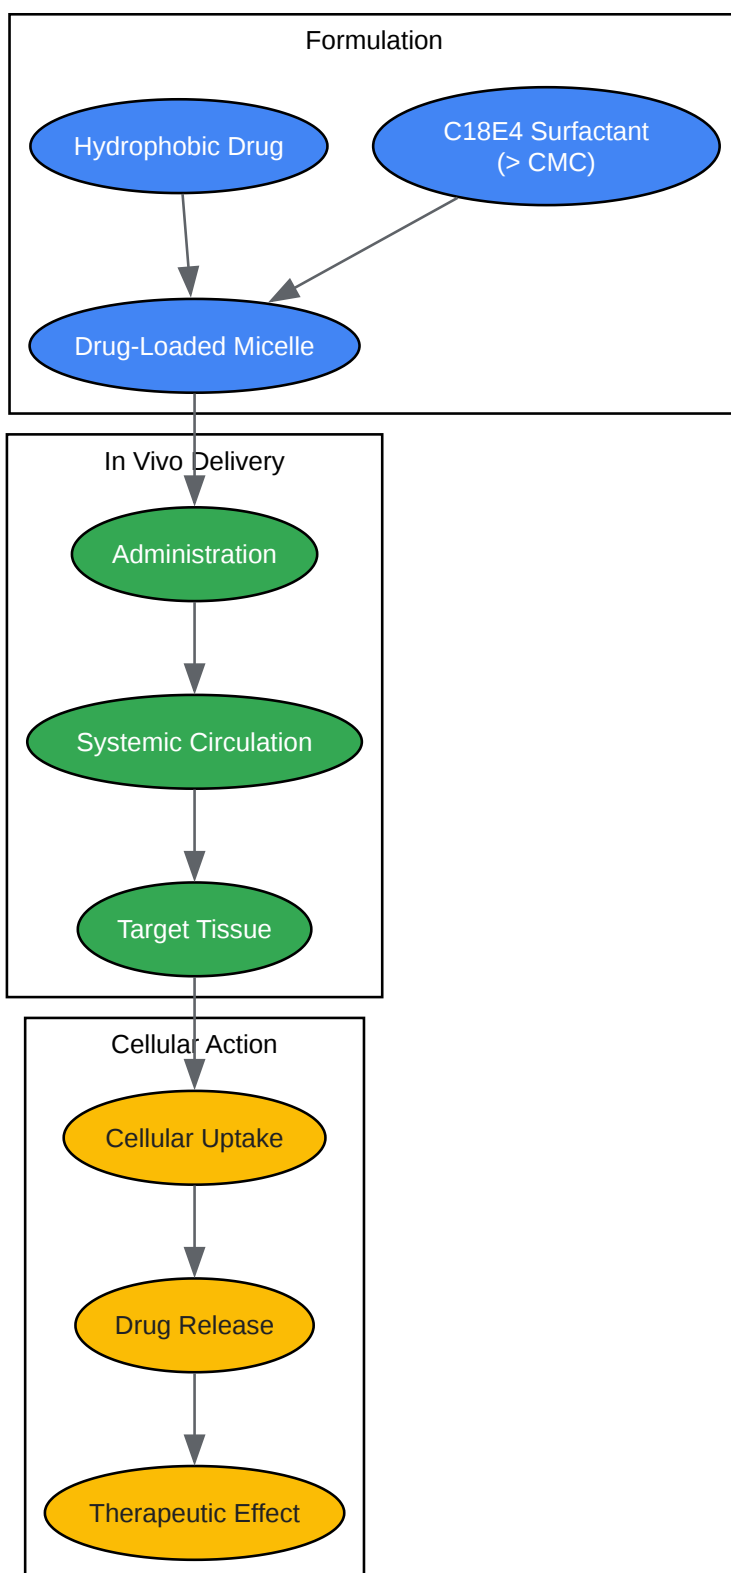 Formulation
Hydrophobic Drug
C18E4 Surfactant
(> CMC)
Drug-Loaded Micelle
In Vivo Delivery
Administration
Systemic Circulation
Target Tissue
Cellular Action
Cellular Uptake
Drug Release
Therapeutic Effect